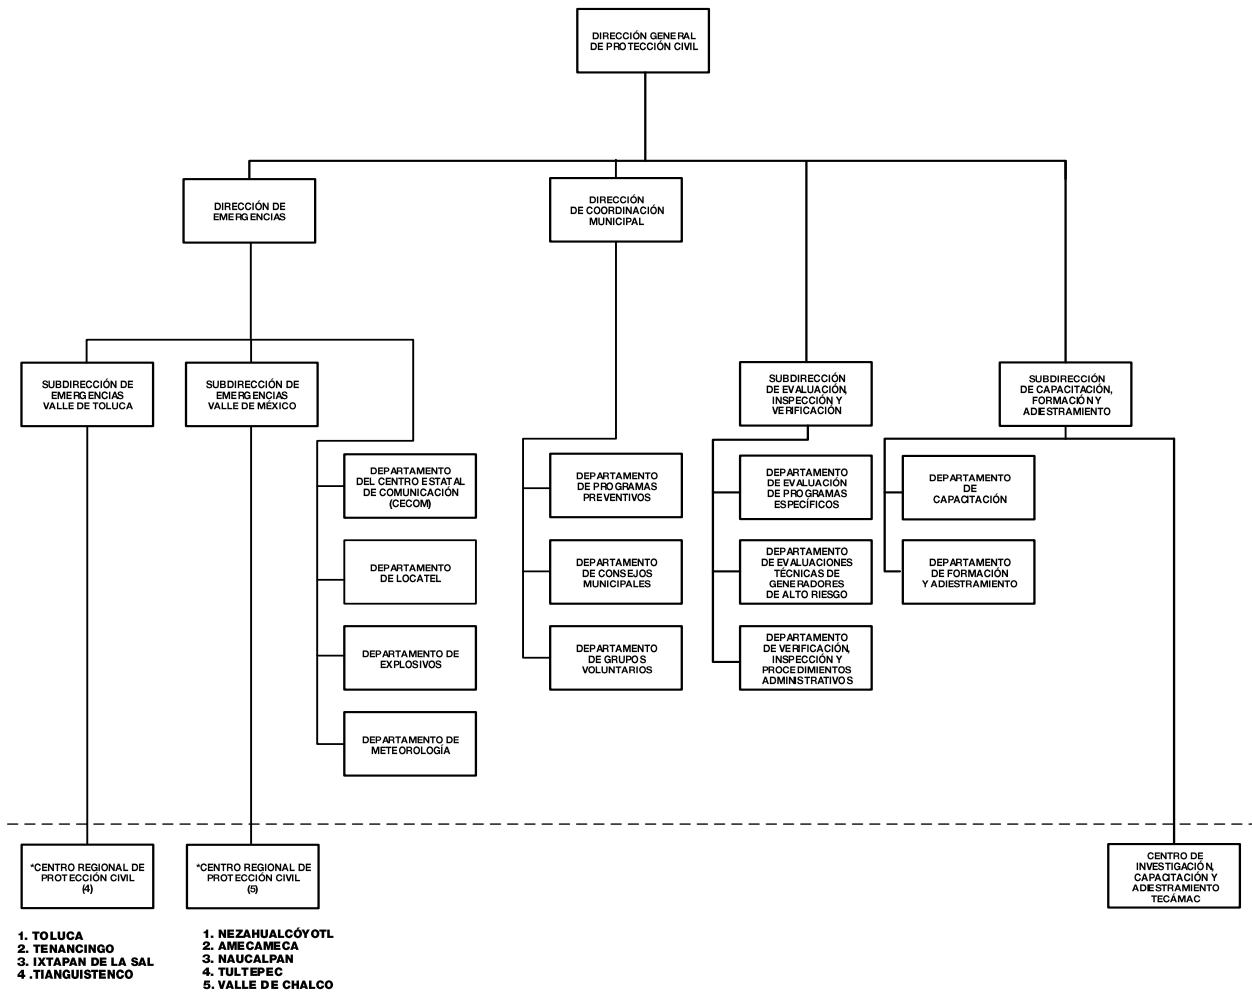 DIRECCIÓN GENERAL
DE PROTECCIÓN CIVIL
DIRECCIÓN DE
EMERGENCIAS
DIRECCIÓN
DE COORDINACIÓN
MUNICIPAL
SUBDIRECCIÓN DE
EMERGENCIAS
VALLE DE TOLUCA
SUBDIRECCIÓN DE
EMERGENCIAS
VALLE DE MÉXICO
SUBDIRECCIÓN
DE EVALUACIÓN,
INSPECCIÓN Y
VERIFICACIÓN
SUBDIRECCIÓN
DE CAPACITACIÓN,
FORMACIÓN Y
ADIESTRAMIENTO
DEPARTAMENTO
DEL CENTRO ESTATAL
DE COMUNICACIÓN
(CECOM)
DEPARTAMENTO
DE LOCATEL
DEPARTAMENTO DE
EXPLOSIVOS
DEPARTAMENTO DE
METEOROLOGÍA
DEPARTAMENTO
DE PROGRAMAS
PREVENTIVOS
DEPARTAMENTO
DE CONSEJOS
MUNICIPALES
DEPARTAMENTO
DE GRUPOS
VOLUNTARIOS
DEPARTAMENTO
DE EVALUACIÓN
DE PROGRAMAS
ESPECÍFICOS
DEPARTAMENTO
DE EVALUACIONES
TÉCNICAS DE
GENERADORES
DE ALTO RIESGO
DEPARTAMENTO
DE VERIFICACIÓN,
INSPECCIÓN Y
PROCEDIMIENTOS
ADMINISTRATIVOS
DEPARTAMENTO
DE
CAPACITACIÓN
DEPARTAMENTO
DE FORMACIÓN
Y ADIESTRAMIENTO
*CENTRO REGIONAL DE
PROTECCIÓN CIVIL
(4)
*CENTRO REGIONAL DE
PROTECCIÓN CIVIL
(5)
CENTRO DE
INVESTIGACIÓN,
CAPACITACIÓN Y
ADIESTRAMIENTO
TECÁMAC
1. TOLUCA
2. TENANCINGO
3. IXTAPAN DE LA SAL
4 .TIANGUISTENCO
1. NEZAHUALCÓYOTL
2. AMECAMECA
3. NAUCALPAN
4. TULTEPEC
5. VALLE DE CHALCO